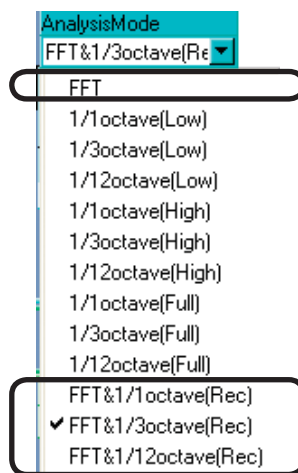 AnalysisMode
FFT&1/3octave(Re
FFT
1/1octave(Low)
1/3octave(Low)
1/12octave(Low)
1/1octave(High)
1/3octave(High)
1/12octave(High)
1/1octave(Full)
1/3octave(Full)
1/12octave(Full)
FFT&1/1octave(Rec)
✔FFT&1/3octave(Rec)
FFT&1/12octave(Rec)